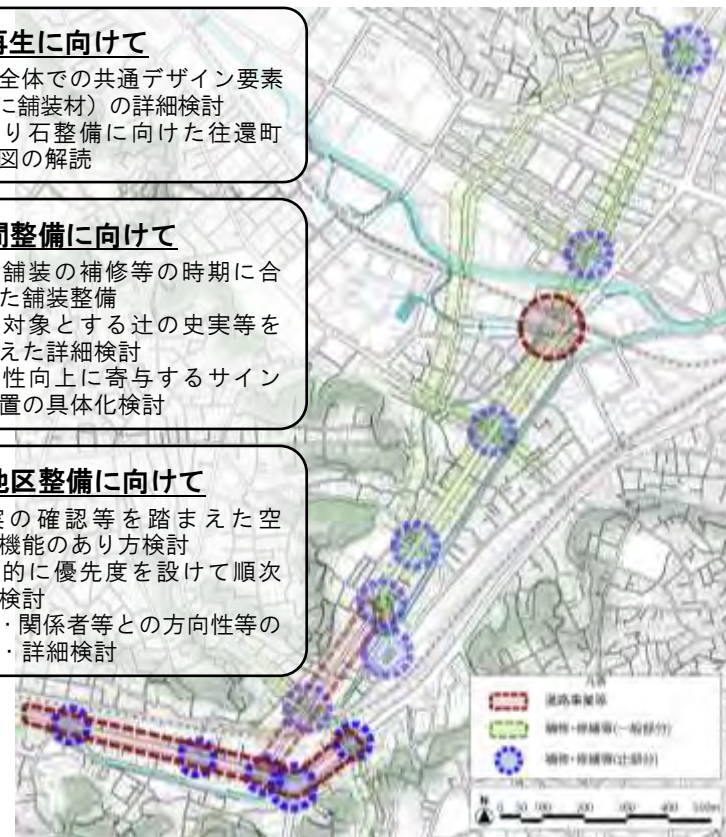 再生に向けて
全体での共通デザイン要素
に舗装材）の詳細検討
り石整備に向けた往還町
図の解読
間整備に向けて
舗装の補修等の時期に合
た舗装整備
対象とする辻の史実等を
えた詳細検討
性向上に寄与するサイン
置の具体化検討
地区整備に向けて
実の確認等を踏まえた空
機能のあり方検討
的に優先度を設けて順次
検討
・関係者等との方向性等の
・詳細検討
凡例
道路事業等
補修・修繕等(一般部分)
補修・修繕等(辻部分)
N 0 50 100 200 300 400 500m